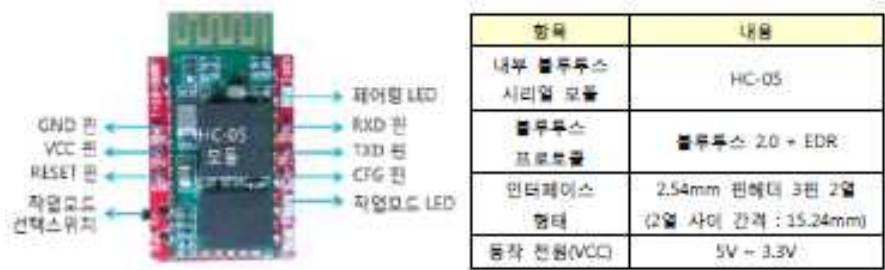 페어링 LED
GND 핀
RXD 핀
VCC 핀
TXD 핀
RESET 핀
CFG 핀
HC-05
모듈
작업모드
선택스위치
작업모드 LED
항목 내용
내부 블루투스
시리얼 모듈
HC-05
블루투스
프로토콜
블루투스 2.0 + EDR
인터페이스
형태
2.54mm 핀헤더 3핀 2열
(2열 사이 간격 : 15.24mm)
동작 전원(VCC) 5V ~ 3.3V